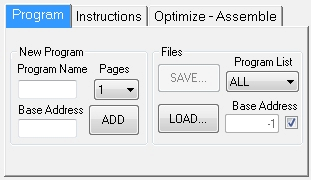 Program Instructions Optimize - Assemble
New Program
Program Name Pages
1
Base Address
ADD
Files
SAVE...
Program List
ALL
LOAD...
Base Address
-1